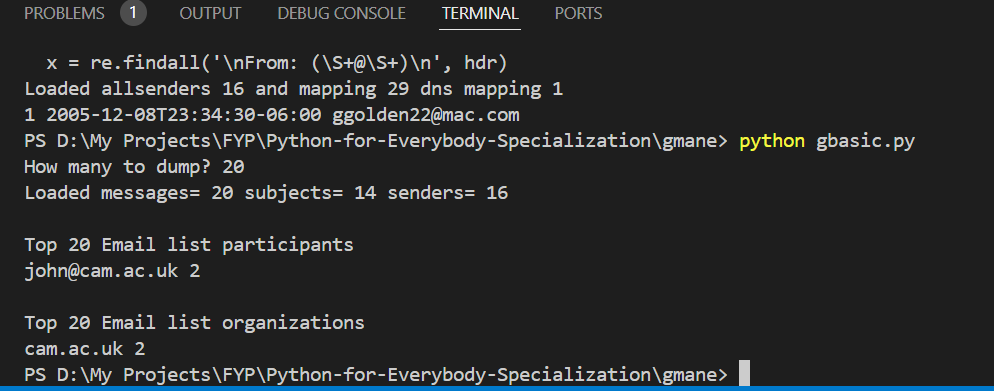 PROBLEMS 1 OUTPUT DEBUG CONSOLE TERMINAL PORTS
x = re.findall('\nFrom: (\S+@\S+)\n', hdr)
Loaded allsenders 16 and mapping 29 dns mapping 1
1 2005-12-08T23:34:30-06:00 ggolden22@mac.com
PS D:\My Projects\FYP\Python-for-Everybody-Specialization\gmane> python gbasic.py
How many to dump? 20
Loaded messages= 20 subjects= 14 senders= 16
Top 20 Email list participants
john@cam.ac.uk 2
Top 20 Email list organizations
cam.ac.uk 2
PS D:\My Projects\FYP\Python-for-Everybody-Specialization\gmane>